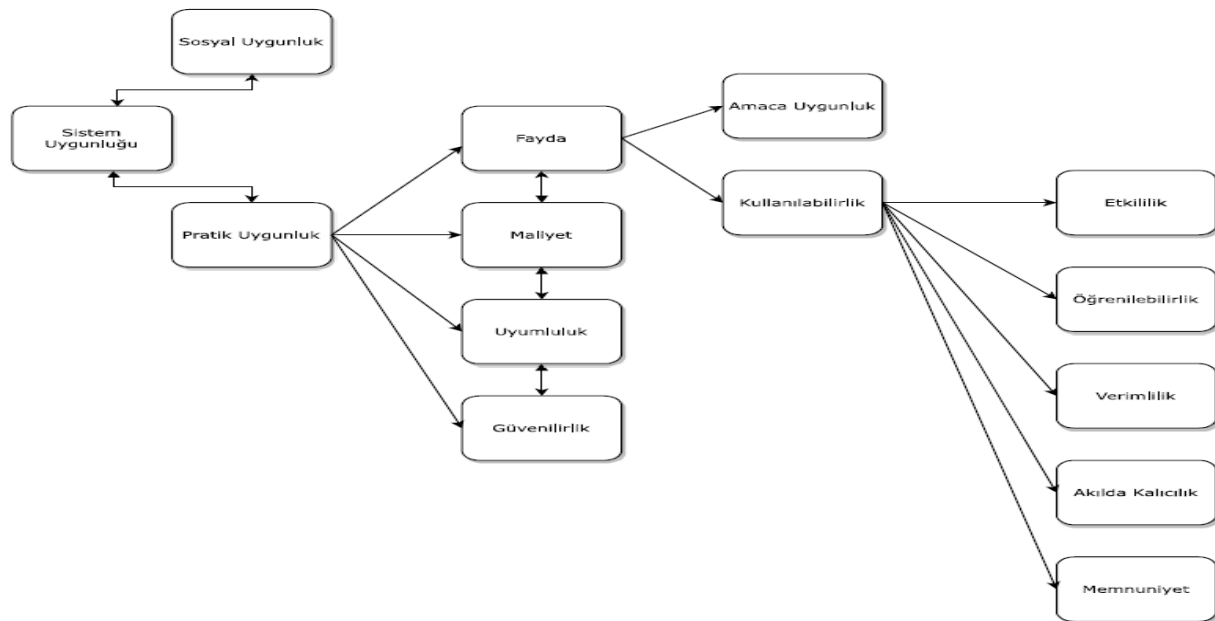 Sosyal Uygunluk
Sistem
Uygunluğu
Pratik Uygunluk
Fayda
Maliyet
Uyumluluk
Güvenilirlik
Amaca Uygunluk
Kullanılabilirlik
Etkililik
Öğrenilebilirlik
Verimlilik
Akılda Kalıcılık
Memnuniyet